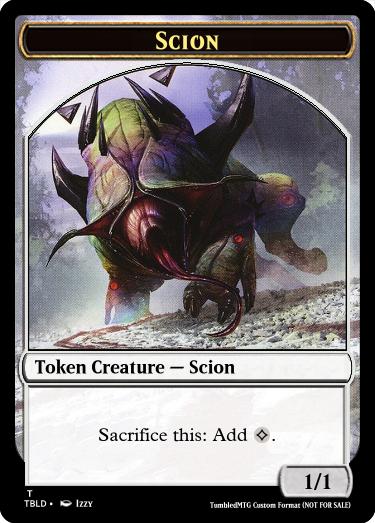 Scion
Token Creature — Scion
Sacrifice this: Add.
1/1
T
TBLD • Izzy
TumbledMTG Custom Format (NOT FOR SALE)